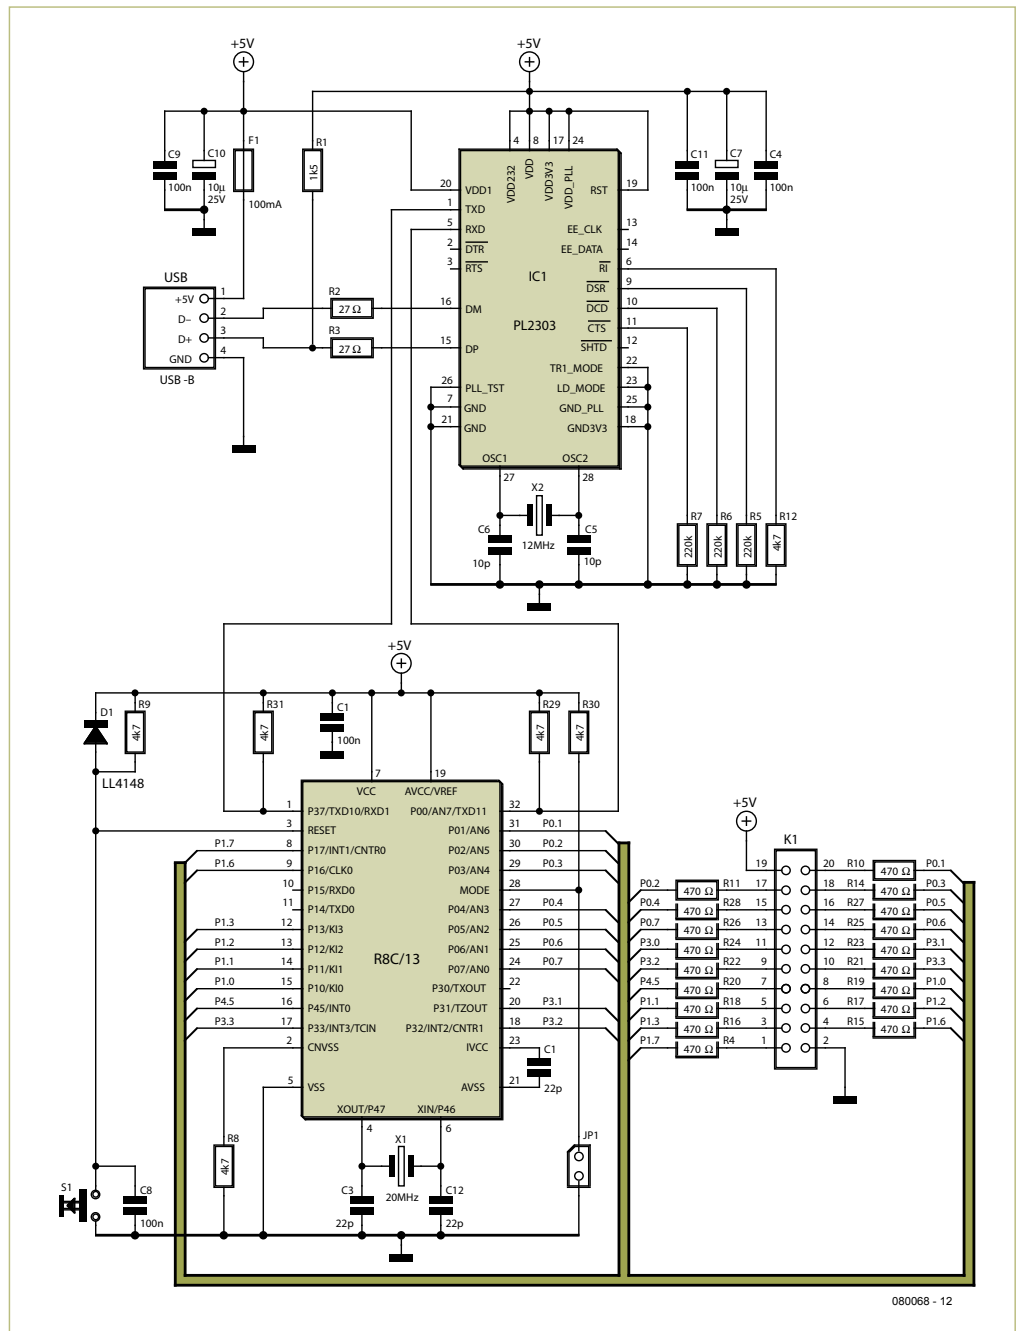 +5V
+5V
C9
100n
C10
10µ
25V
F1
100mA
R1
1k5
4 8 17 24
VDD232
VDD
VDD3V3
VDD_PLL
C11
100n
C7
10µ
25V
C4
100n
20 VDD1
1 TXD
5 RXD
2 DTR
3 RTS
16 DM
15 DP
26 PLL_TST
7 GND
21 GND
IC1
PL2303
RST 19
EE_CLK 13
EE_DATA 14
RI 6
DSR 9
DCD 10
CTS 11
SHTD 12
TR1_MODE 22
LD_MODE 23
GND_PLL 25
GND3V3 18
OSC1 OSC2
27 28
USB
+5V 1
D– 2
D+ 3
GND 4
USB -B
R2
27 Ω
R3
27 Ω
X2
12MHz
C6
10p
C5
10p
R7
220k
R6
220k
R5
220k
R12
4k7
+5V
D1
LL4148
R9
4k7
R31
4k7
C1
100n
R29
4k7
R30
4k7
7 19
VCC AVCC/VREF
1 P37/TXD10/RXD1
3 RESET
P1.7 8 P17/INT1/CNTR0
P1.6 9 P16/CLK0
10 P15/RXD0
11 P14/TXD0
P1.3 12 P13/KI3
P1.2 13 P12/KI2
P1.1 14 P11/KI1
P1.0 15 P10/KI0
P4.5 16 P45/INT0
P3.3 17 P33/INT3/TCIN
2 CNVSS
5 VSS
R8C/13
P00/AN7/TXD11 32
P01/AN6 31 P0.1
P02/AN5 30 P0.2
P03/AN4 29 P0.3
MODE 28
P04/AN3 27 P0.4
P05/AN2 26 P0.5
P06/AN1 25 P0.6
P07/AN0 24 P0.7
P30/TXOUT 22
P31/TZOUT 20 P3.1
P32/INT2/CNTR1 18 P3.2
IVCC 23
AVSS 21
C1
22p
XOUT/P47 XIN/P46
4 6
X1
20MHz
C3
22p
C12
22p
R8
4k7
S1
C8
100n
JP1
+5V
K1
19 20 R10 470 Ω P0.1
P0.2 470 Ω R11 17 18 R14 470 Ω P0.3
P0.4 470 Ω R28 15 16 R27 470 Ω P0.5
P0.7 470 Ω R26 13 14 R25 470 Ω P0.6
P3.0 470 Ω R24 11 12 R23 470 Ω P3.1
P3.2 470 Ω R22 9 10 R21 470 Ω P3.3
P4.5 470 Ω R20 7 8 R19 470 Ω P1.0
P1.1 470 Ω R18 5 6 R17 470 Ω P1.2
P1.3 470 Ω R16 3 4 R15 470 Ω P1.6
P1.7 470 Ω R4 1 2
080068 - 12